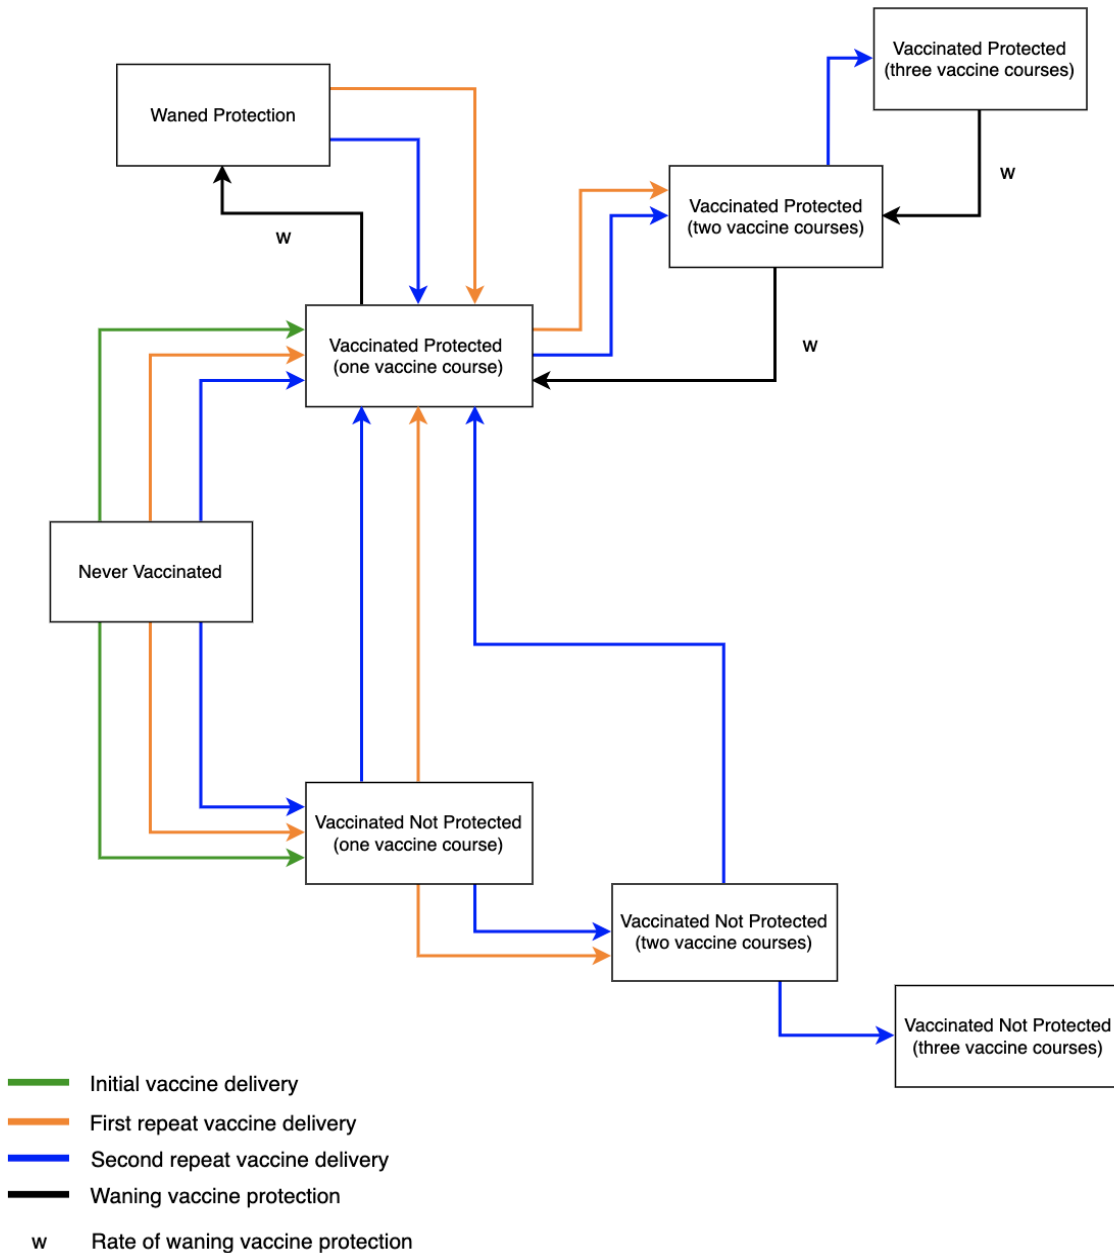 Vaccinated Protected
(three vaccine courses)
Waned Protection
w
Vaccinated Protected
(two vaccine courses)
w
Vaccinated Protected
(one vaccine course)
w
Never Vaccinated
Vaccinated Not Protected
(one vaccine course)
Vaccinated Not Protected
(two vaccine courses)
Vaccinated Not Protected
(three vaccine courses)
Initial vaccine delivery
First repeat vaccine delivery
Second repeat vaccine delivery
Waning vaccine protection
w Rate of waning vaccine protection